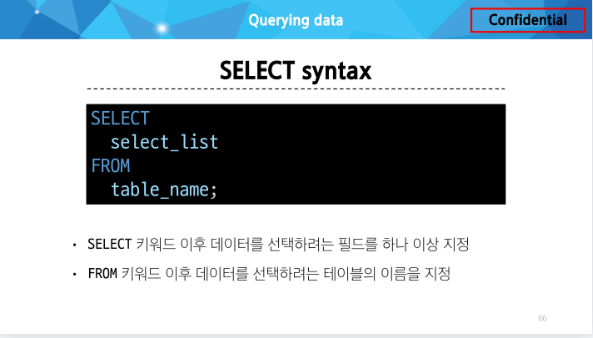 Querying data
Confidential
SELECT syntax
SELECT
select_list
FROM
table_name;
• SELECT 키워드 이후 데이터를 선택하려는 필드를 하나 이상 지정
• FROM 키워드 이후 데이터를 선택하려는 테이블의 이름을 지정
66